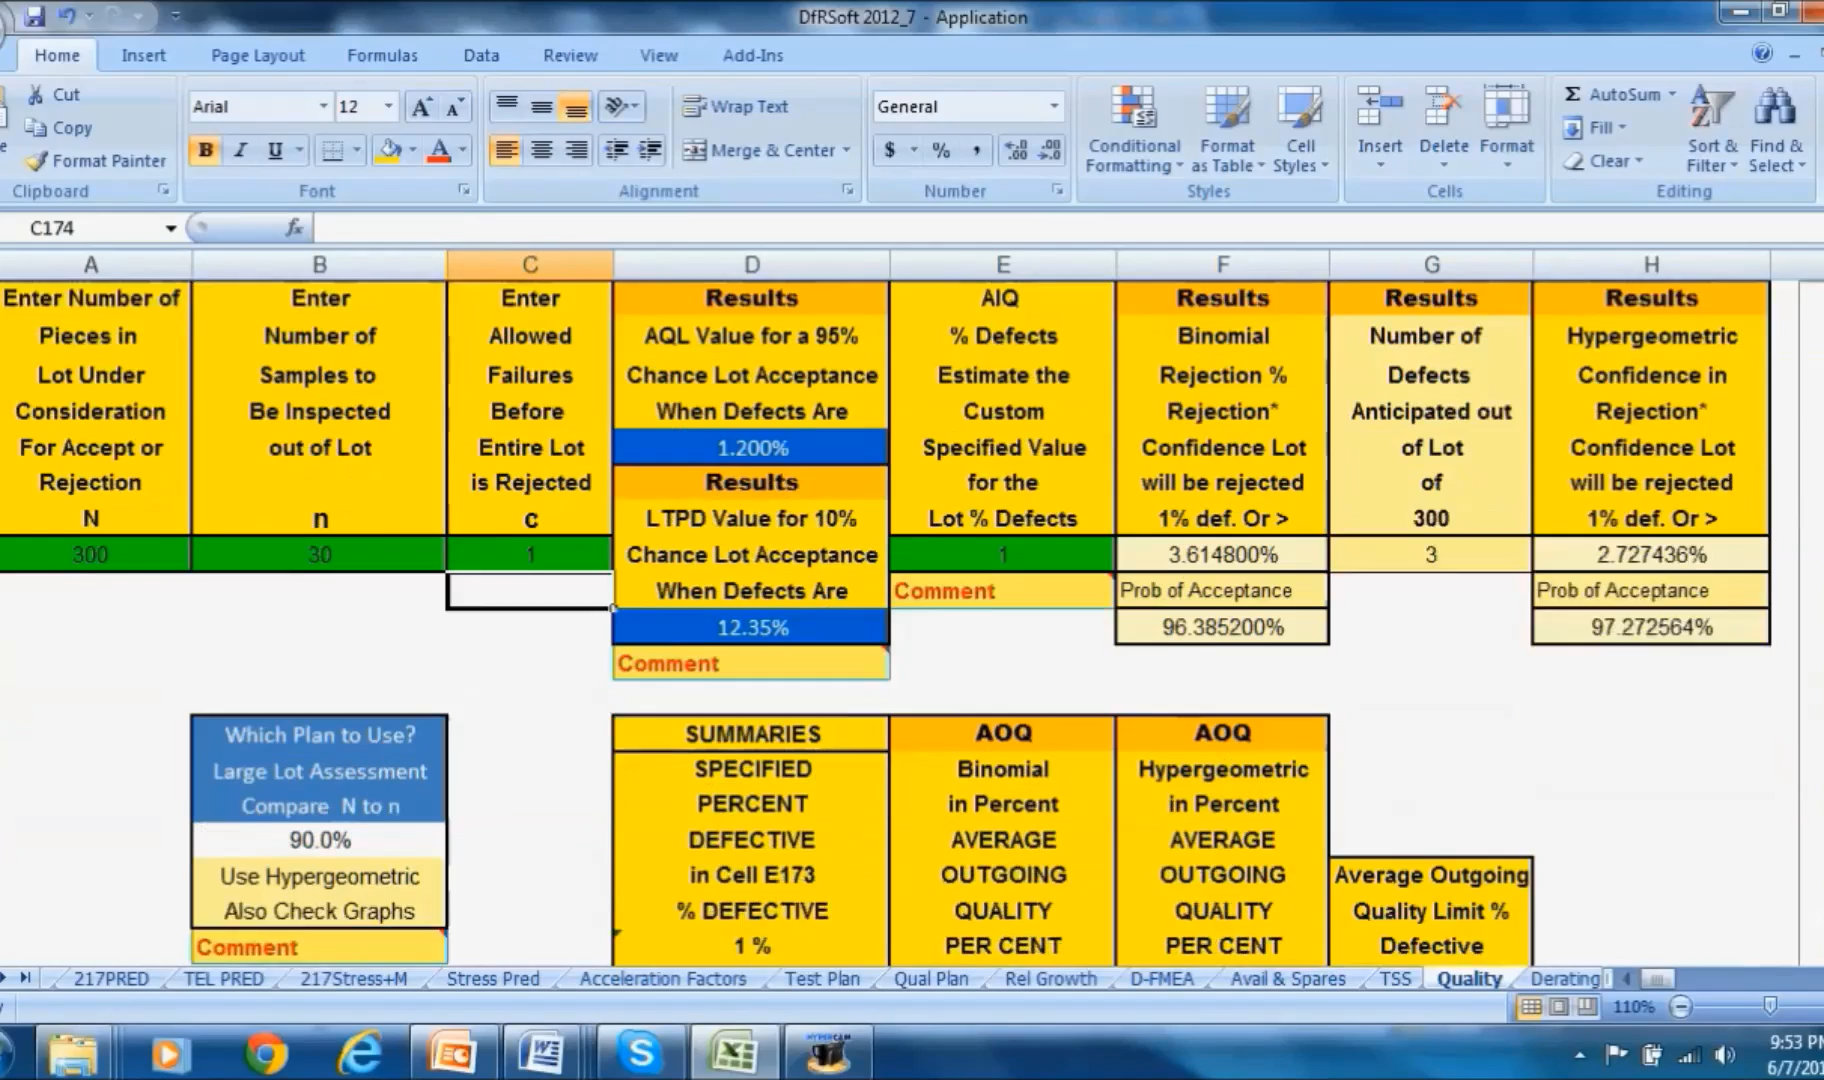 DfRSoft 2012_7 - Application
Home Insert Page Layout Formulas Data Review View Add-Ins
Cut
Copy
Format Painter
Clipboard
Arial 12
B I U
Font
Wrap Text
Merge & Center
Alignment
General
$ % ,
Number
Conditional Formatting
Format as Table
Cell Styles
Styles
Insert Delete Format
Cells
Σ AutoSum
Fill
Clear
Sort & Filter
Find & Select
Editing
C174 fx
A B C D E F G H
Enter Number of
Pieces in
Lot Under
Consideration
For Accept or
Rejection
N
300
Enter
Number of
Samples to
Be Inspected
out of Lot
n
30
Enter
Allowed
Failures
Before
Entire Lot
is Rejected
c
1
Results
AQL Value for a 95%
Chance Lot Acceptance
When Defects Are
1.200%
Results
LTPD Value for 10%
Chance Lot Acceptance
When Defects Are
12.35%
Comment
AIQ
% Defects
Estimate the
Custom
Specified Value
for the
Lot % Defects
1
Comment
Results
Binomial
Rejection %
Rejection*
Confidence Lot
will be rejected
1% def. Or >
3.614800%
Prob of Acceptance
96.385200%
Results
Number of
Defects
Anticipated out
of Lot
of
300
3
Results
Hypergeometric
Confidence in
Rejection*
Confidence Lot
will be rejected
1% def. Or >
2.727436%
Prob of Acceptance
97.272564%
Which Plan to Use?
Large Lot Assessment
Compare N to n
90.0%
Use Hypergeometric
Also Check Graphs
Comment
SUMMARIES
SPECIFIED
PERCENT
DEFECTIVE
in Cell E173
% DEFECTIVE
1 %
AOQ
Binomial
in Percent
AVERAGE
OUTGOING
QUALITY
PER CENT
AOQ
Hypergeometric
in Percent
AVERAGE
OUTGOING
QUALITY
PER CENT
Average Outgoing
Quality Limit %
Defective
217PRED TEL PRED 217Stress+M Stress Pred Acceleration Factors Test Plan Qual Plan Rel Growth D-FMEA Avail & Spares TSS Quality Derating
110%
HYPERCAM
9:53 PM
6/7/201